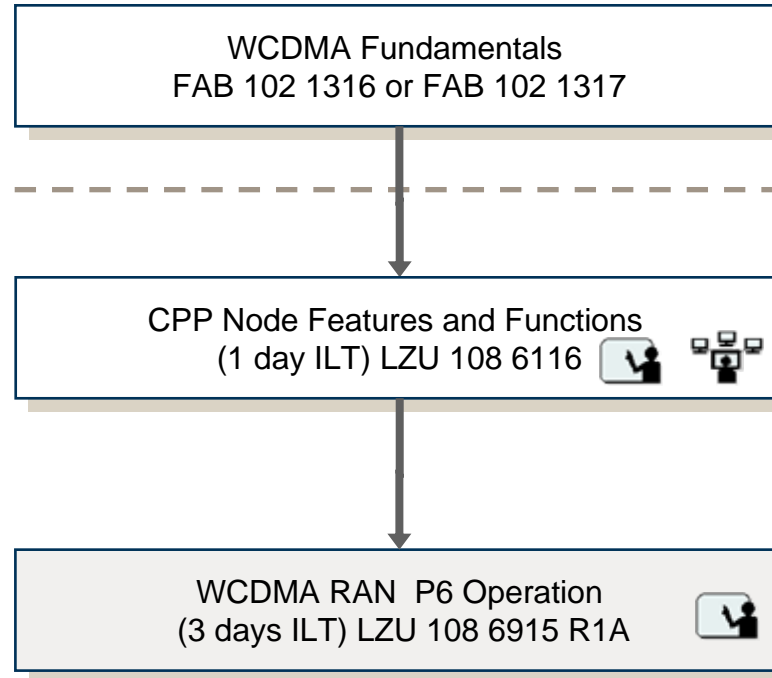 WCDMA Fundamentals
FAB 102 1316 or FAB 102 1317
CPP Node Features and Functions
(1 day ILT) LZU 108 6116
WCDMA RAN  P6 Operation
(3 days ILT) LZU 108 6915 R1A